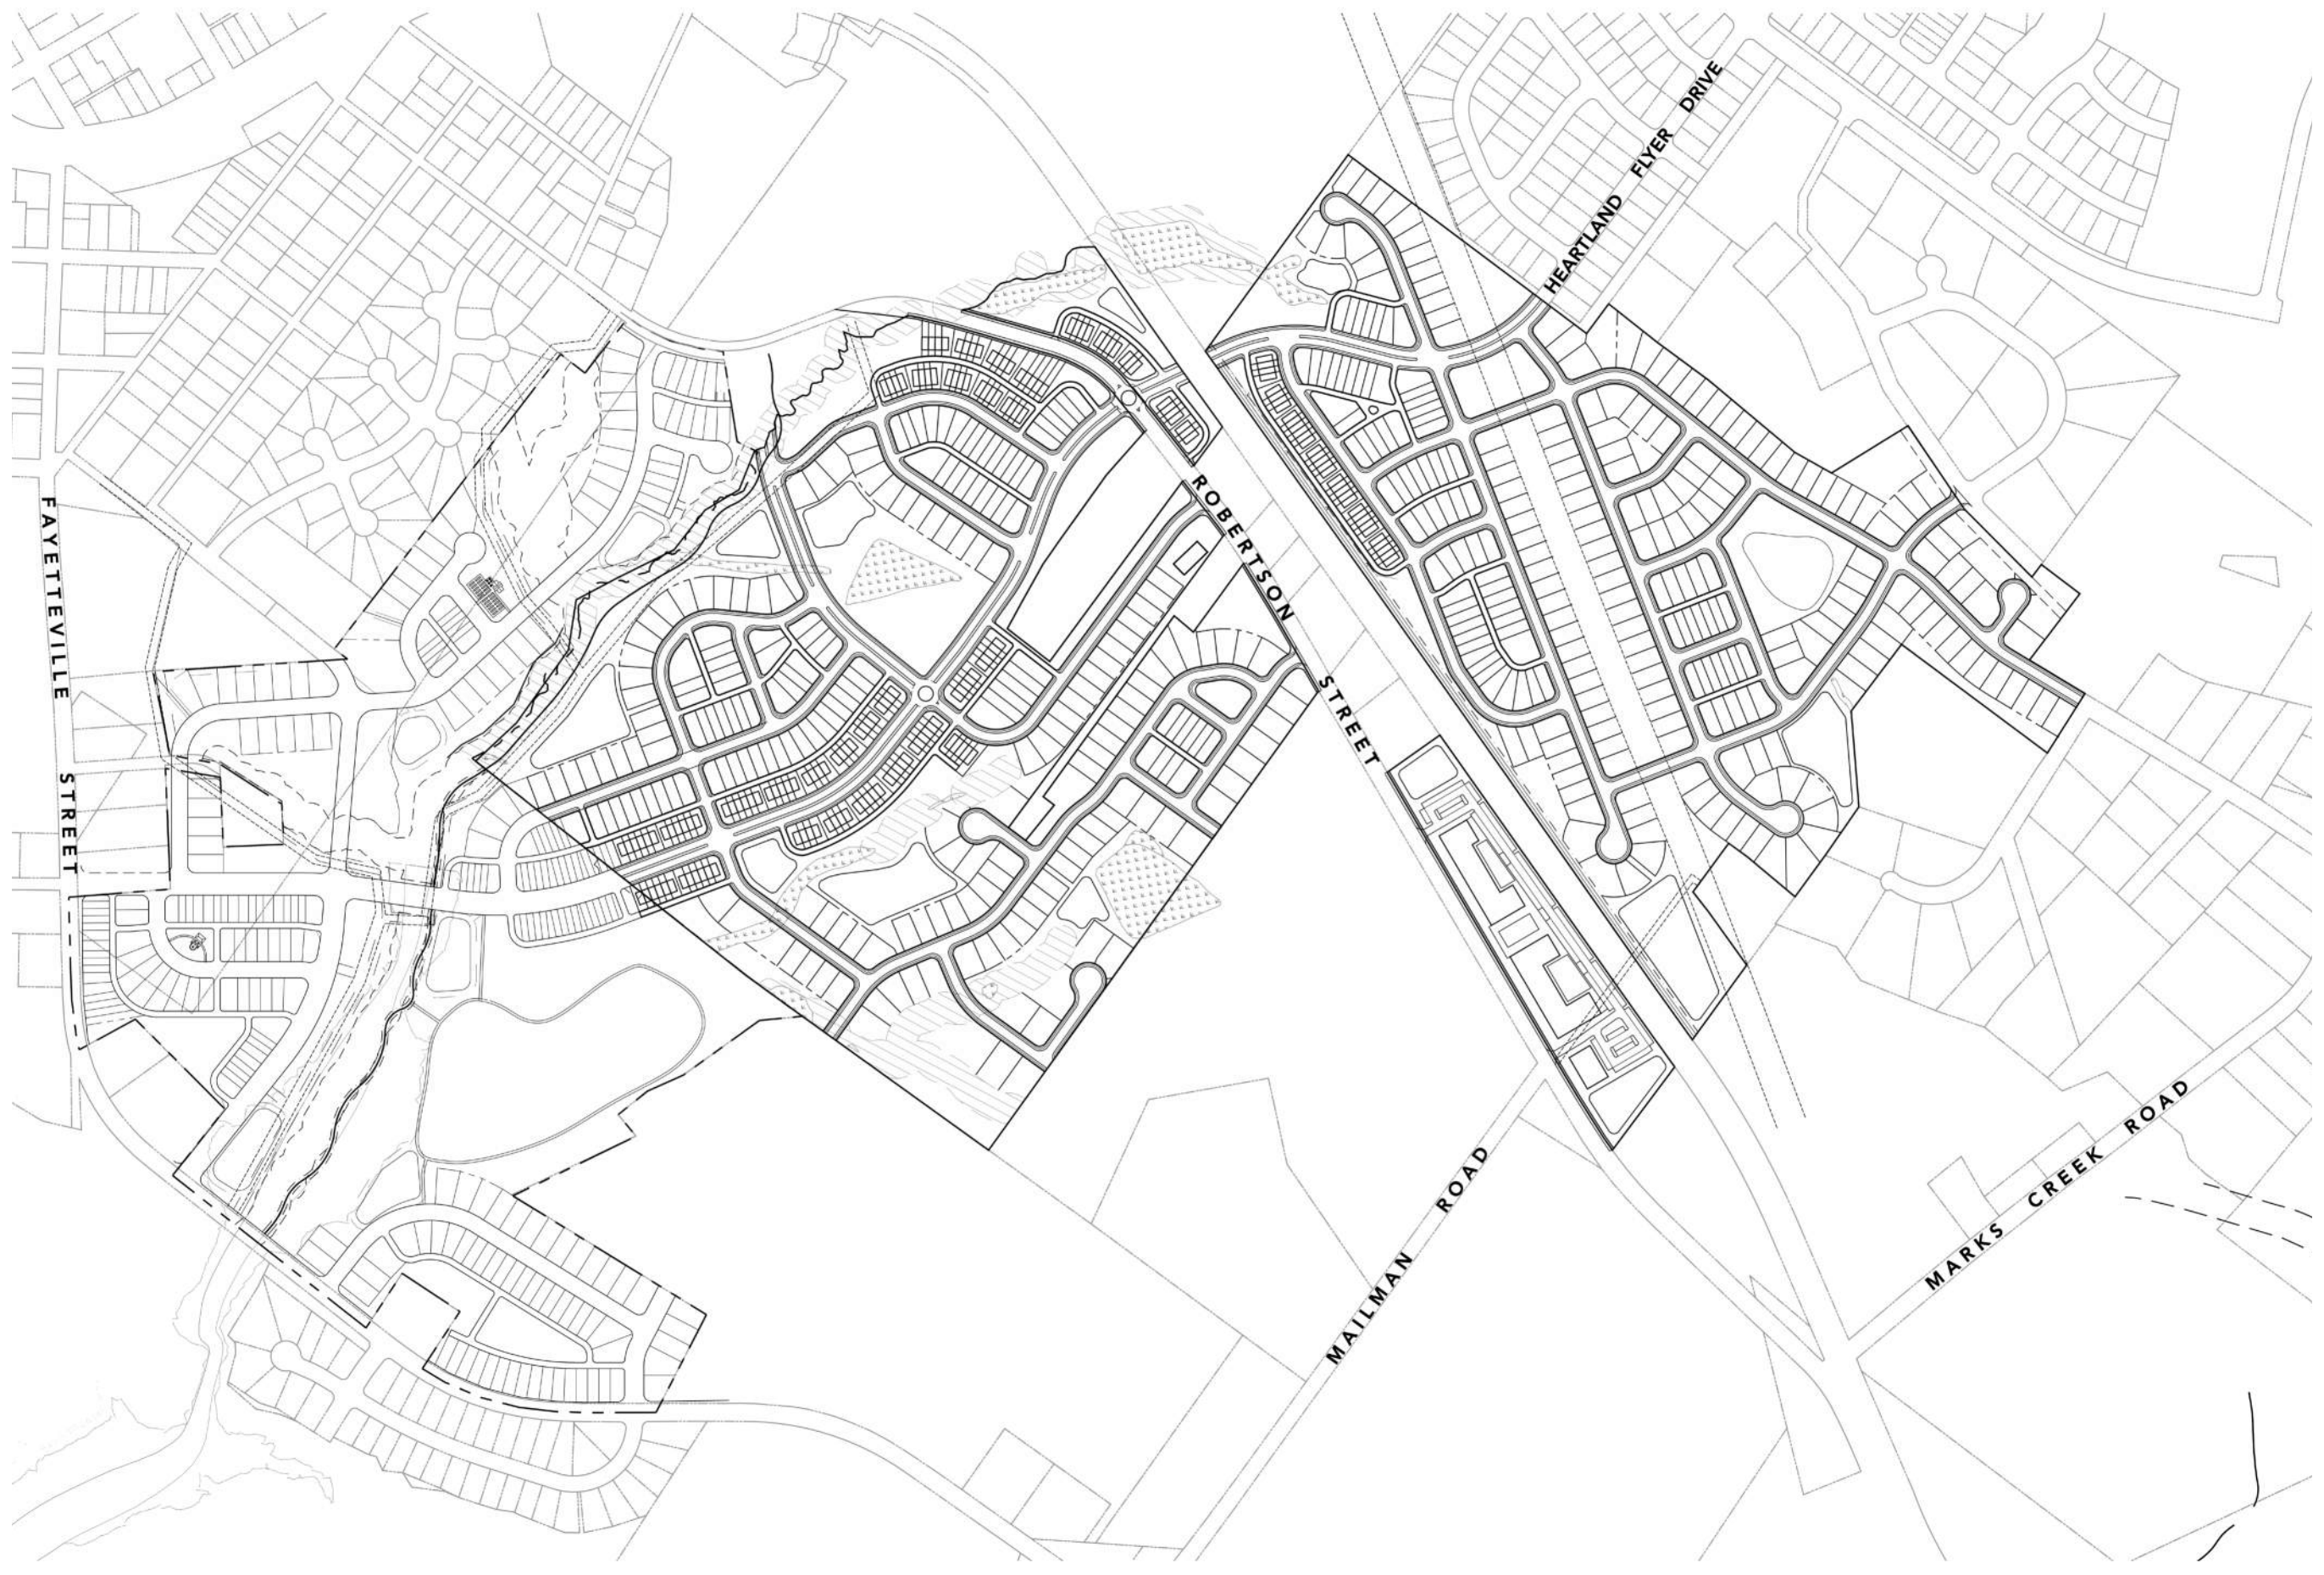 HEARTLAND FLYER DRIVE
FAYETTEVILLE STREET
ROBERTSON STREET
MAILMAN ROAD
MARKS CREEK ROAD